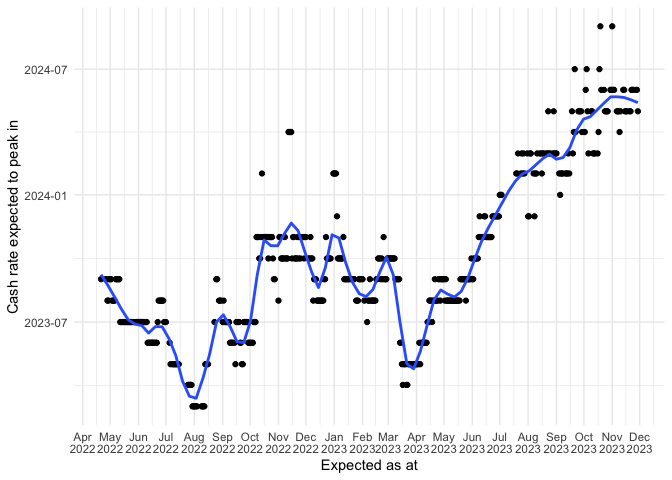 Cash rate expected to peak in
2024-07
2024-01
2023-07
Apr May Jun Jul Aug Sep Oct Nov Dec Jan Feb Mar Apr May Jun Jul Aug Sep Oct Nov Dec
2022 2022 2022 2022 2022 2022 2022 2022 2022 2023 2023 2023 2023 2023 2023 2023 2023 2023 2023 2023 2023
Expected as at